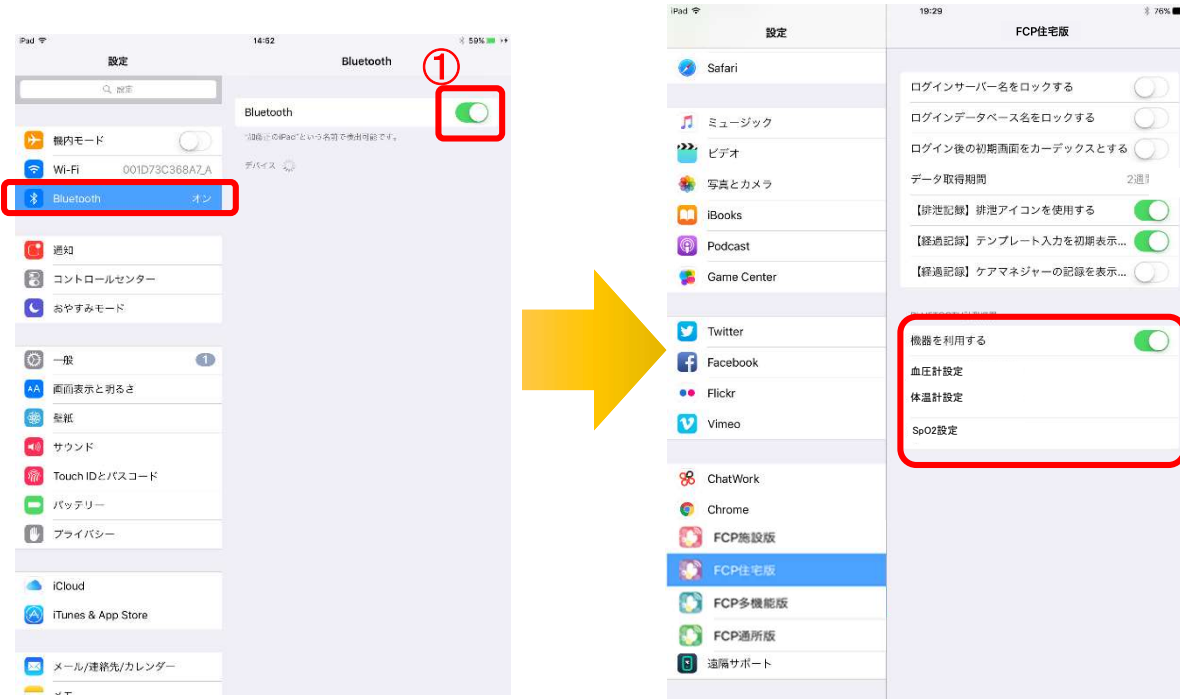 iPad
14:52
59%
設定
Bluetooth
①
設定
Bluetooth
機内モード
Wi-Fi
001D73C368A7_A
デバイス
Bluetooth
オン
通知
コントロールセンター
おやすみモード
一般
1
画面表示と明るさ
壁紙
サウンド
Touch IDとパスコード
バッテリー
プライバシー
iCloud
iTunes & App Store
メール/連絡先/カレンダー
iPad
19:29
76%
設定
FCP住宅版
Safari
ミュージック
ビデオ
写真とカメラ
iBooks
Podcast
Game Center
Twitter
Facebook
Flickr
Vimeo
ChatWork
Chrome
FCP施設版
FCP住宅版
FCP多機能版
FCP通所版
遠隔サポート
ログインサーバー名をロックする
ログインデータベース名をロックする
ログイン後の初期画面をカーデックスとする
データ取得期間
2週
【排泄記録】排泄アイコンを使用する
【経過記録】テンプレート入力を初期表示...
【経過記録】ケアマネジャーの記録を表示...
機器を利用する
血圧計設定
体温計設定
SpO2設定